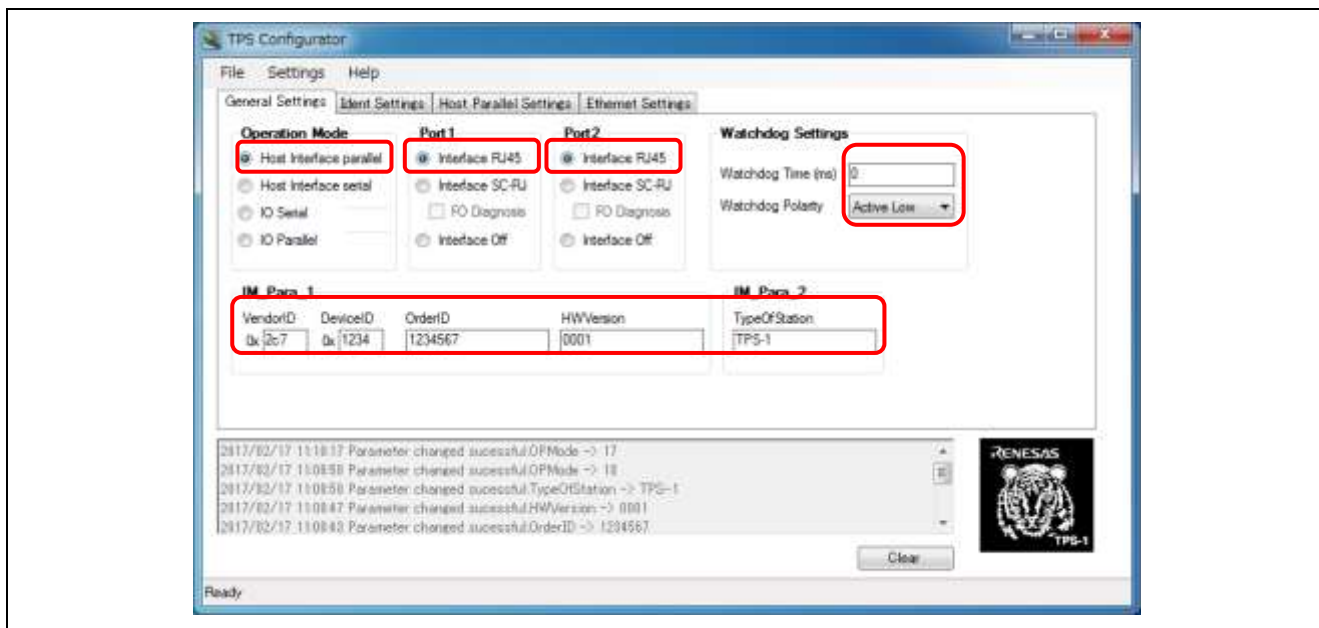 TPS Configurator
File Settings Help
General Settings Ident Settings Host Parallel Settings Ethernet Settings
Operation Mode Port1 Port2 Watchdog Settings
Host Interface parallel Interface RJ45 Interface RJ45
Watchdog Time (ms) 0
Host Interface serial Interface SC-RJ Interface SC-RJ
IO Serial FO Diagnosis FO Diagnosis Watchdog Polarity Active Low
IO Parallel Interface Off Interface Off
IM_Para_1 IM_Para_2
VendorID DeviceID OrderID HWVersion TypeOfStation
0x 2c7 0x 1234 1234567 0001 TPS-1
2017/02/17 11:10:17 Parameter changed sucessful:OPMode -> 17
2017/02/17 11:08:58 Parameter changed sucessful:OPMode -> 18
2017/02/17 11:08:58 Parameter changed sucessful:TypeOfStation -> TPS-1
2017/02/17 11:08:47 Parameter changed sucessful:HWVersion -> 0001
2017/02/17 11:08:43 Parameter changed sucessful:OrderID -> 1234567
RENESAS
TPS-1
Clear
Ready